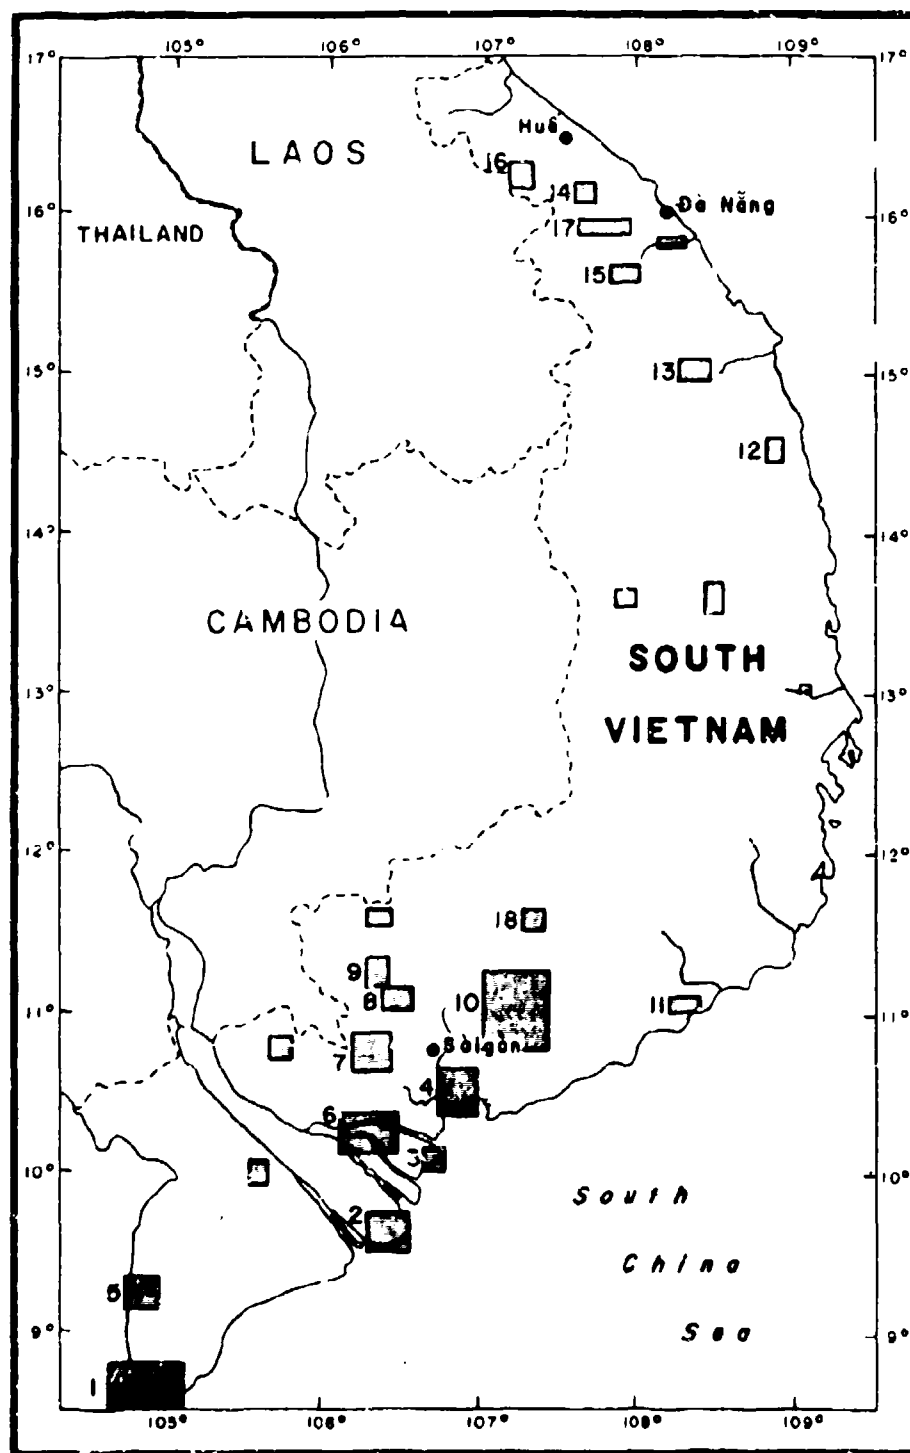 105° 106° 107° 108° 109°
17° 17°
Huế
LAOS
16
14
16° Đà Nẵng 16°
THAILAND 17
15
15° 13 15°
12
14° 14°
CAMBODIA
SOUTH
13° 13°
VIETNAM
12° 12°
18
9
8 10 11
11° 11°
Sàigòn
7
4
6
3
10° 10°
South
2
China
5
Sea
9° 9°
1
105° 106° 107° 108° 109°